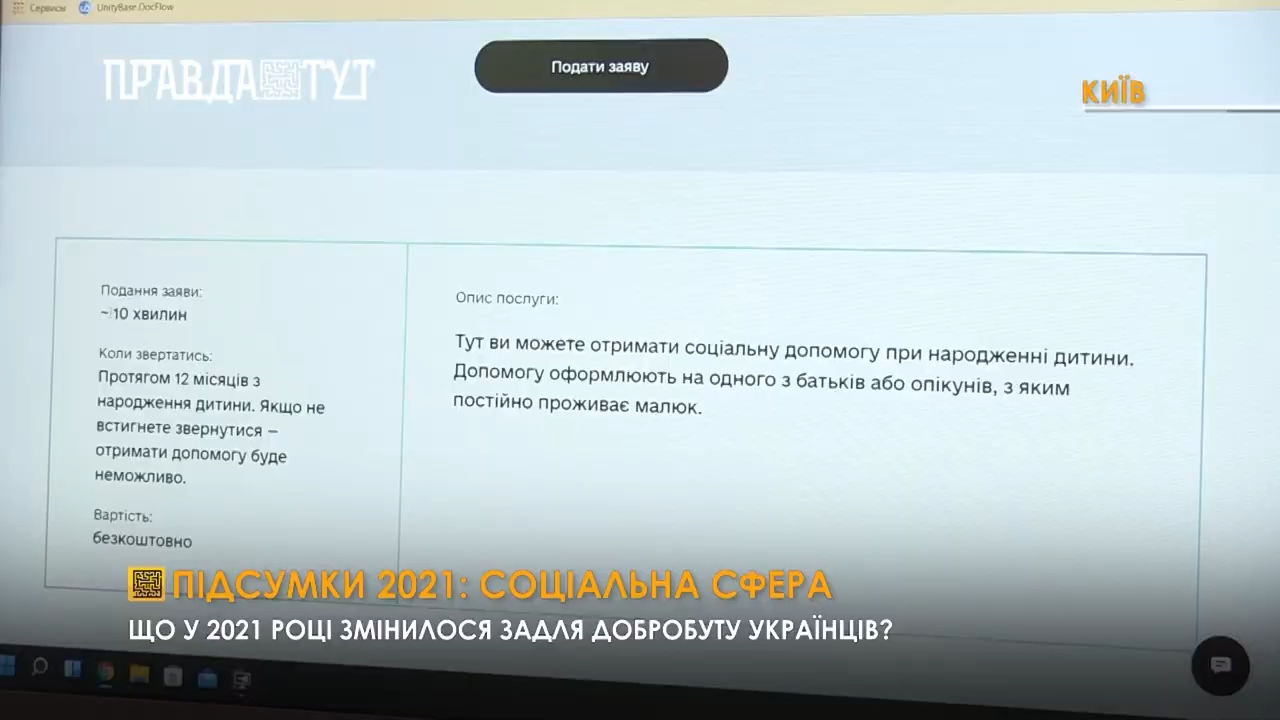 Сервисы UnityBase.DocFlow
ПРАВДА ТУТ
Подати заяву
КИЇВ
Подання заяви:
~ 10 хвилин
Коли звертатись:
Протягом 12 місяців з
народження дитини. Якщо не
встигнете звернутися –
отримати допомогу буде
неможливо.
Вартість:
безкоштовно
Опис послуги:
Тут ви можете отримати соціальну допомогу при народженні дитини.
Допомогу оформлюють на одного з батьків або опікунів, з яким
постійно проживає малюк.
ПІДСУМКИ 2021: СОЦІАЛЬНА СФЕРА
ЩО У 2021 РОЦІ ЗМІНИЛОСЯ ЗАДЛЯ ДОБРОБУТУ УКРАЇНЦІВ?